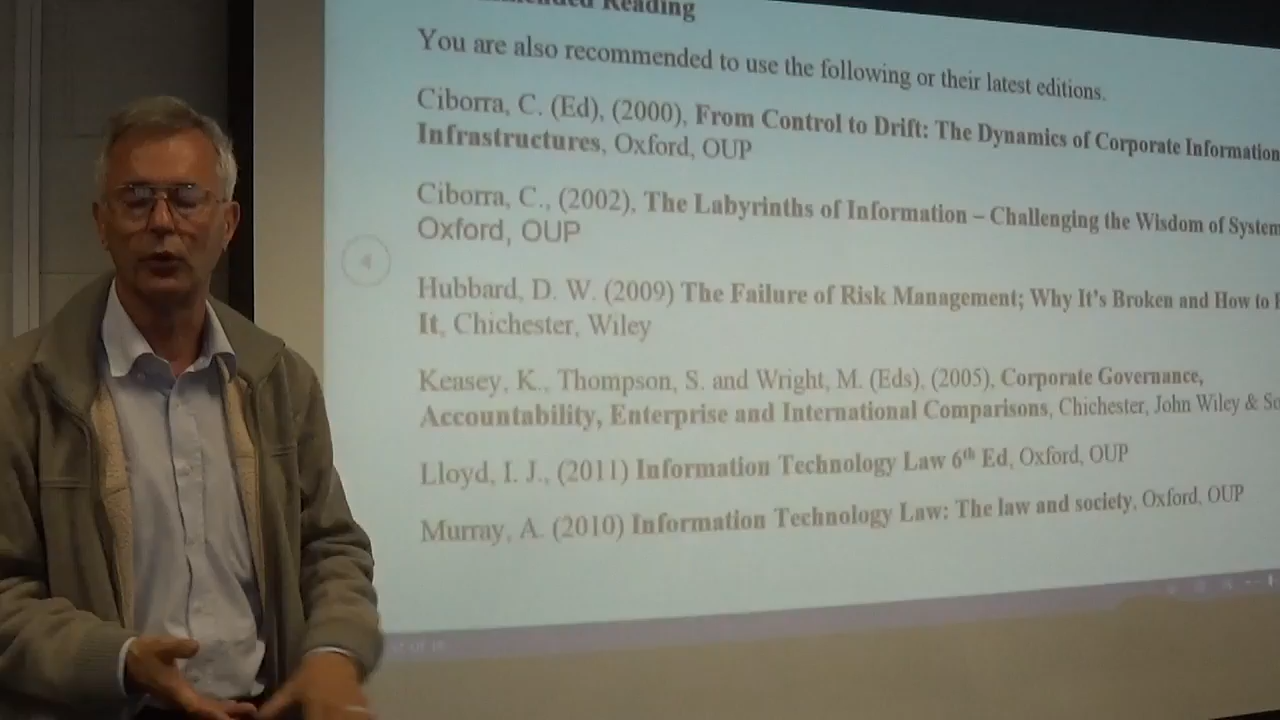 Reading
You are also recommended to use the following or their latest editions.
Ciborra, C. (Ed), (2000), From Control to Drift: The Dynamics of Corporate Information
Infrastructures, Oxford, OUP
Ciborra, C., (2002), The Labyrinths of Information – Challenging the Wisdom of System
Oxford, OUP
Hubbard, D. W. (2009) The Failure of Risk Management; Why It's Broken and How to
It, Chichester, Wiley
Keasey, K., Thompson, S. and Wright, M. (Eds), (2005), Corporate Governance,
Accountability, Enterprise and International Comparisons, Chichester, John Wiley & So
Lloyd, I. J., (2011) Information Technology Law 6th Ed, Oxford, OUP
Murray, A. (2010) Information Technology Law: The law and society, Oxford, OUP